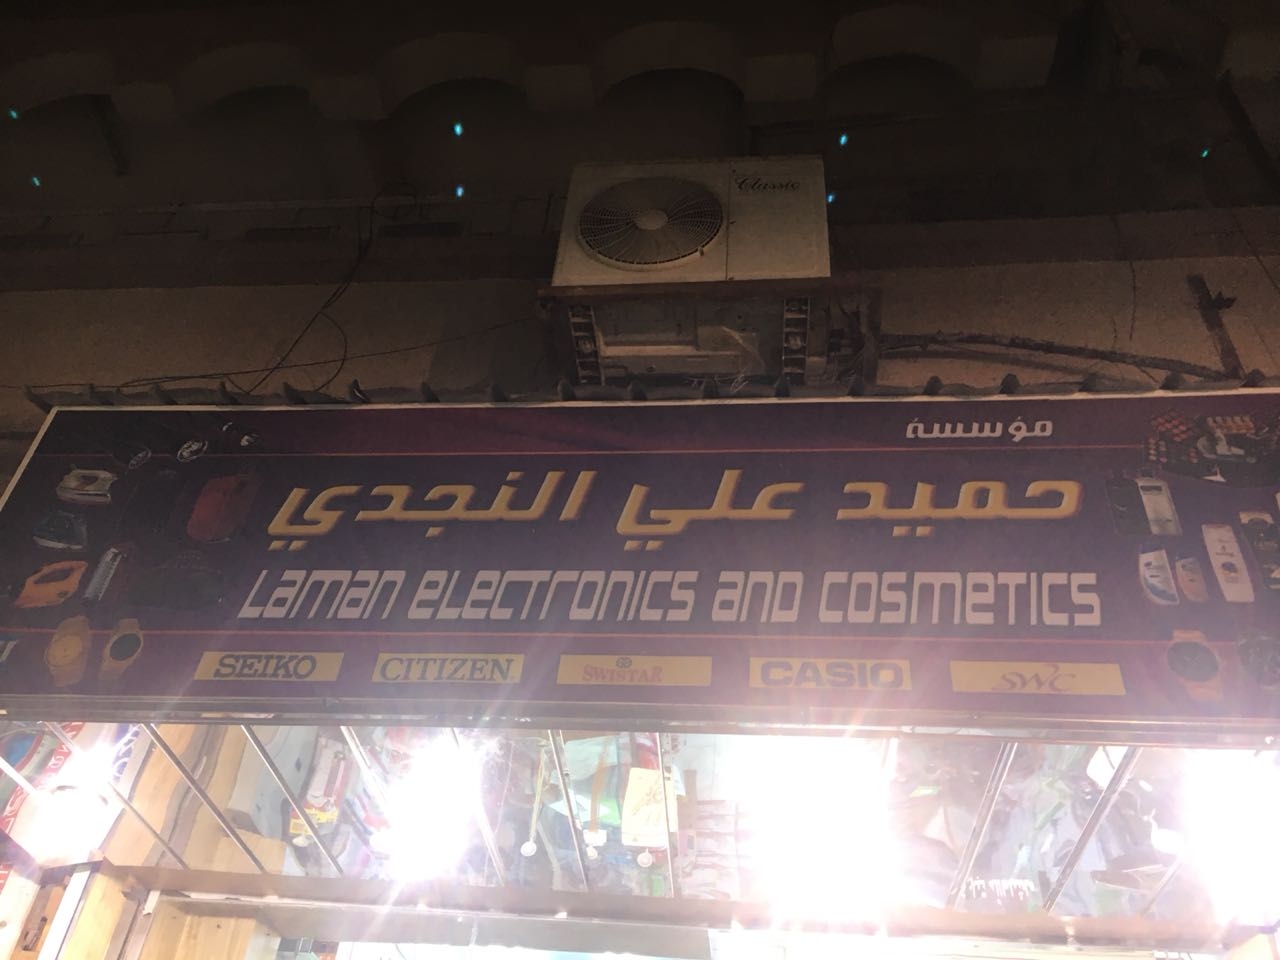 Classic
مؤسسة
حميد علي النجدي
Laman electronics and cosmetics
SEIKO CITIZEN SWISTAR CASIO SWC